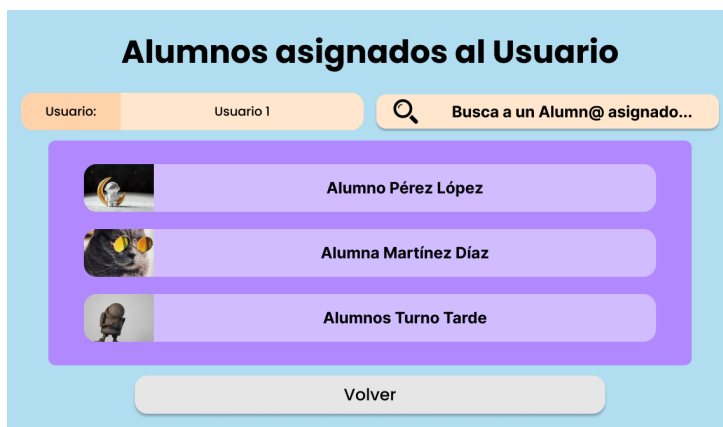 Alumnos asignados al Usuario
Usuario: Usuario 1
Busca a un Alumn@ asignado...
Alumno Pérez López
Alumna Martínez Díaz
Alumnos Turno Tarde
Volver